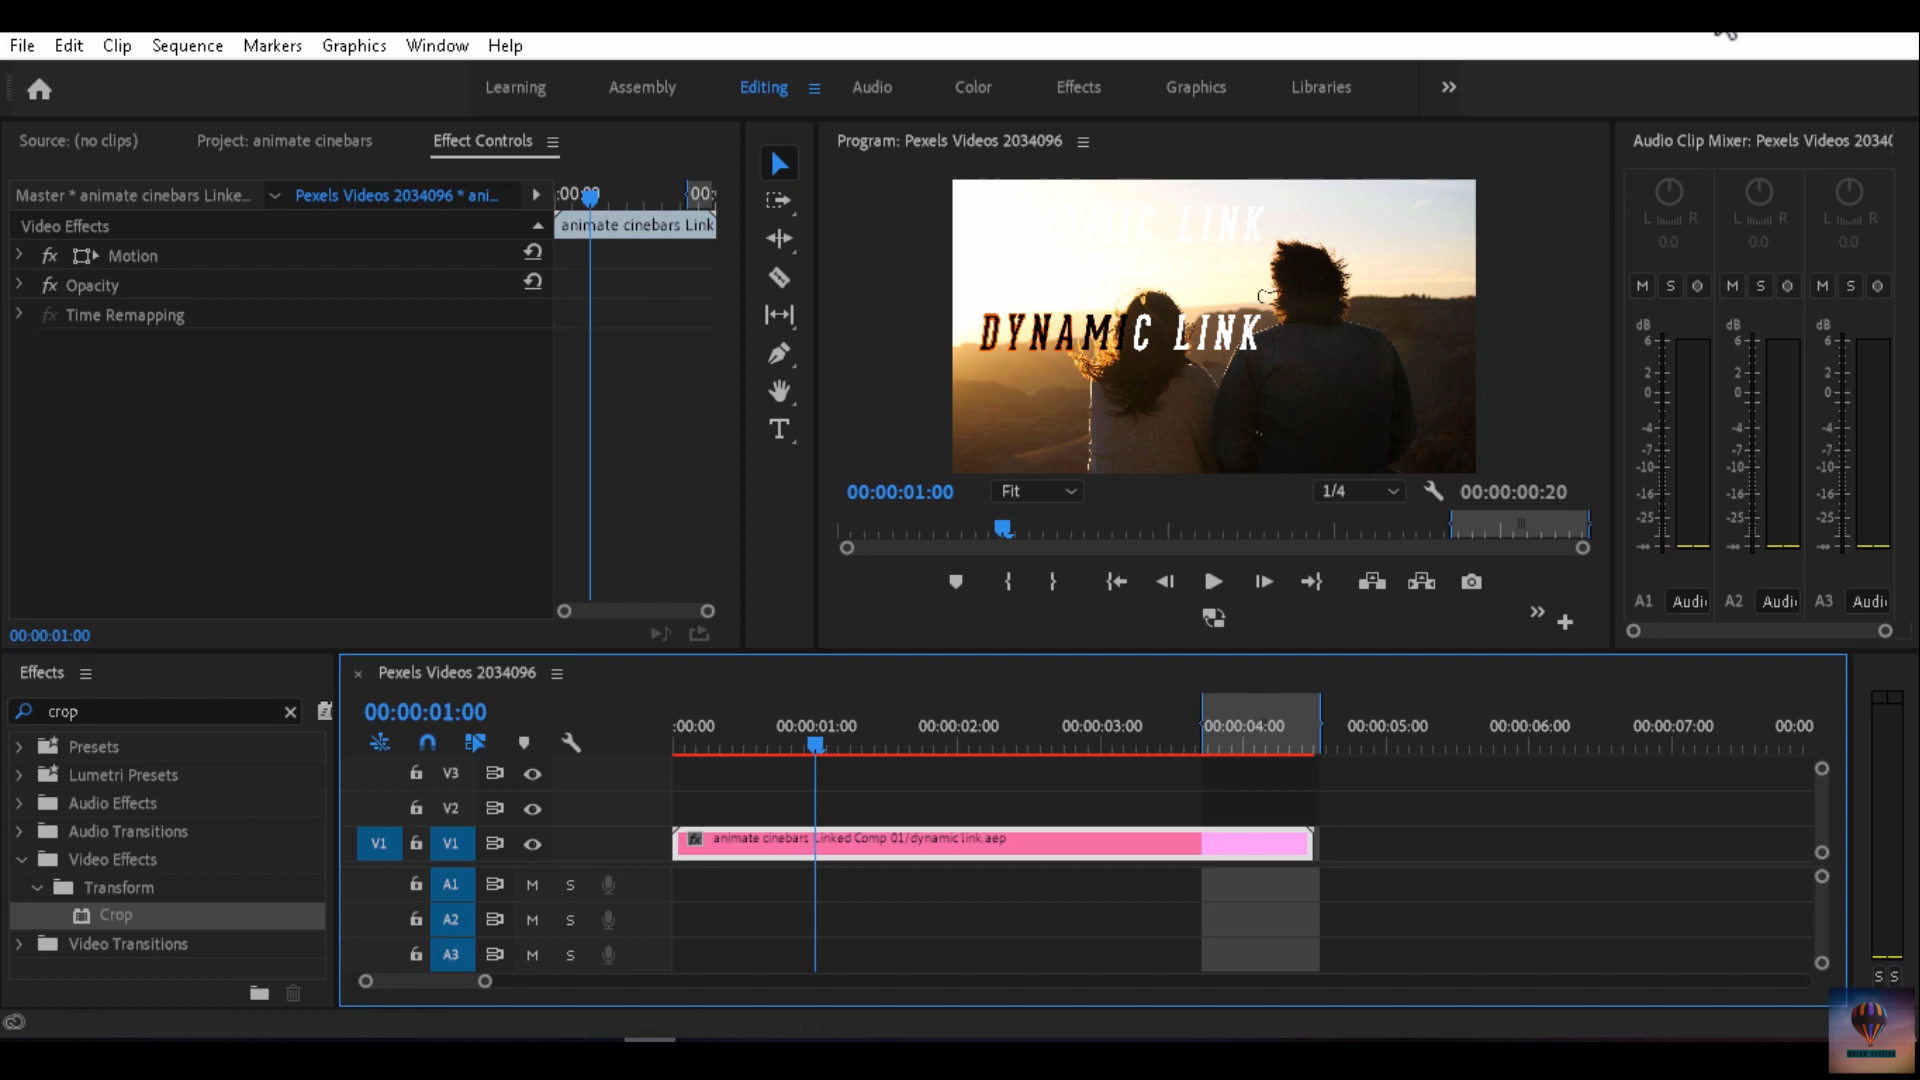 File Edit Clip Sequence Markers Graphics Window Help
Learning Assembly Editing Audio Color Effects Graphics Libraries
Source: (no clips) Project: animate cinebars Effect Controls
Master * animate cinebars Linke... Pexels Videos 2034096 * ani...
Video Effects
fx Motion
fx Opacity
fx Time Remapping
:00:00 00:
animate cinebars Link
00:00:01:00
Program: Pexels Videos 2034096
LINK
DYNAMIC LINK
00:00:01:00 Fit 1/4 00:00:00:20
Audio Clip Mixer: Pexels Videos 20340
L R L R L R
0.0 0.0 0.0
M S M S M S
dB dB dB
6 6 6
2 2 2
0 0 0
-4 -4 -4
-7 -7 -7
-10 -10 -10
-16 -16 -16
-25 -25 -25
-∞ -∞ -∞
A1 Audi A2 Audi A3 Audi
Effects
crop
Presets
Lumetri Presets
Audio Effects
Audio Transitions
Video Effects
Transform
Crop
Video Transitions
Pexels Videos 2034096
00:00:01:00
:00:00 00:00:01:00 00:00:02:00 00:00:03:00 00:00:04:00 00:00:05:00 00:00:06:00 00:00:07:00 00:00
V3
V2
V1 V1
fx animate cinebars Linked Comp 01/dynamic link.aep
A1 M S
A2 M S
A3 M S
S S